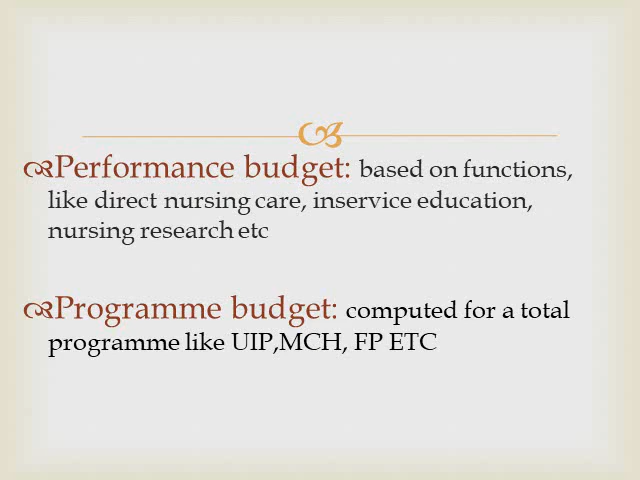 Performance budget: based on functions,
like direct nursing care, inservice education,
nursing research etc
Programme budget: computed for a total
programme like UIP,MCH, FP ETC